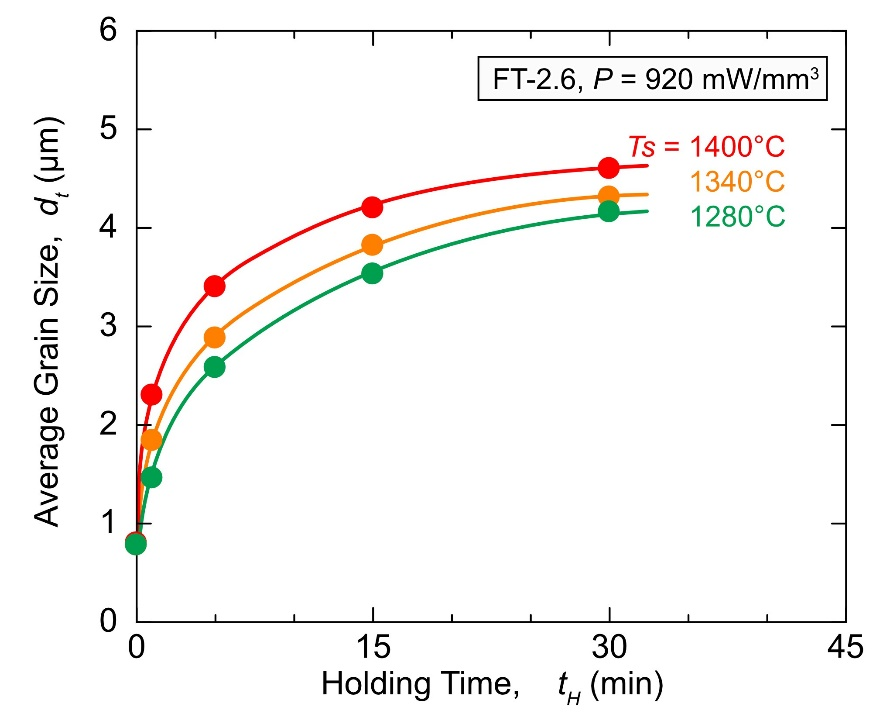 6
FT-2.6, P = 920 mW/mm³
5
Ts = 1400°C
1340°C
1280°C
4
3
2
1
0
Average Grain Size, dt (μm)
0 15 30 45
Holding Time, tH (min)